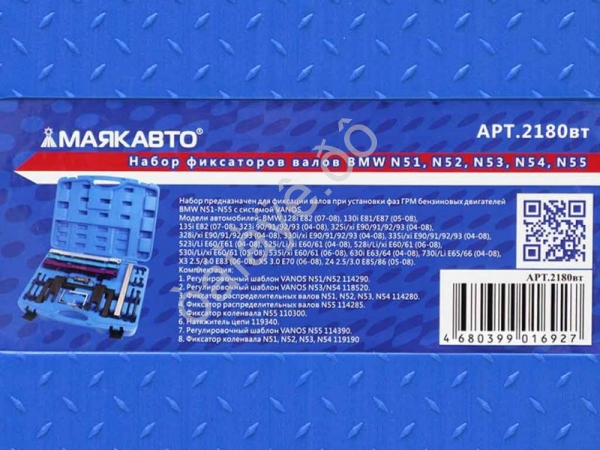 МАЯКАВТО®
АРТ.2180вт
Набор фиксаторов валов BMW N51, N52, N53, N54, N55
Набор предназначен для фиксации валов при установки фаз ГРМ бензиновых двигателей
BMW N51-N55 с системой VANOS.
Модели автомобилей: BMW 128i E82 (07-08), 130i E81/E87 (05-08),
135i E82 (07-08), 323i 90/91/92/93 (04-08), 325i/xi E90/91/92/93 (04-08),
328i/xi E90/91/92/93 (04-08), 330i/xi E90/91/92/93 (04-08), 335i/xi E90/91/92/93 (04-08),
523i/Li E60/61 (04-08), 525i/Li/xi E60/61 (04-08), 528i/Li/xi E60/61 (06-08),
530i/Li/xi E60/61 (05-08), 535i/xi E60/61 (06-08), 630i E63/64 (04-08), 730i/Li E65/66 (04-08),
X3 2.5/3.0 E83 (06-08), X5 3.0 E70 (06-08), Z4 2.5/3.0 E85/86 (05-08).
Комплектация:
1. Регулировочный шаблон VANOS N51/N52 114290.
2. Регулировочный шаблон VANOS N53/N54 118520.
3. Фиксатор распределительных валов N51, N52, N53, N54 114280.
4. Фиксатор распределительных валов N55 114285.
5. Фиксатор коленвала N55 110300.
6. Натяжитель цепи 119340.
7. Регулировочный шаблон VANOS N55 114390.
8. Фиксатор коленвала N51, N52, N53, N54 119190
АРТ.2180вт
4 680399 016927